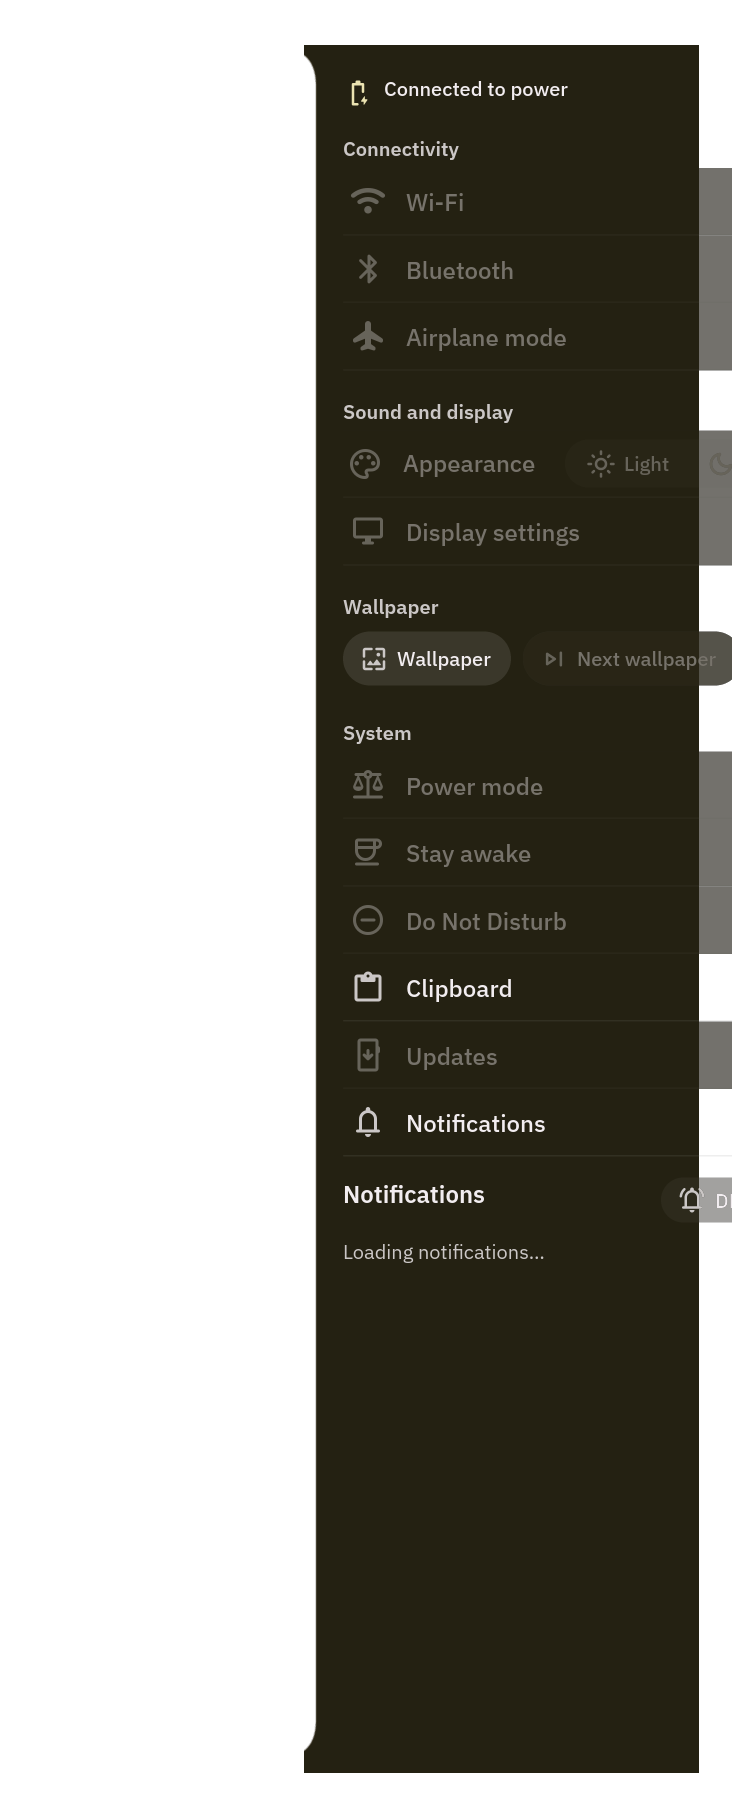 Connected to power
Connectivity
Wi-Fi
Bluetooth
Airplane mode
Sound and display
Appearance
Light
Display settings
Wallpaper
Wallpaper
Next wallpaper
System
Power mode
Stay awake
Do Not Disturb
Clipboard
Updates
Notifications
Notifications
Loading notifications...